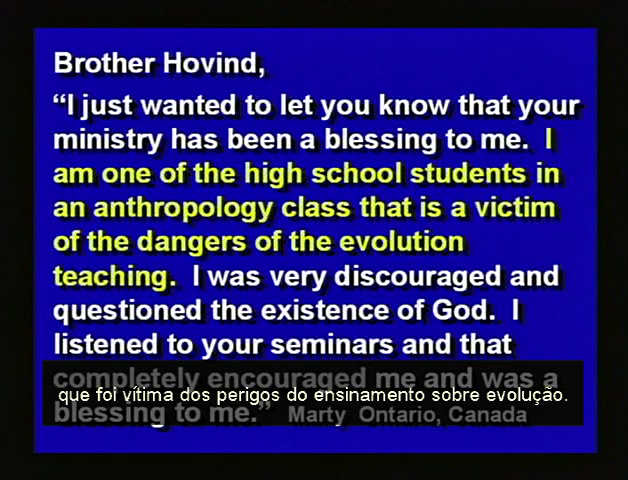 Brother Hovind,
“I just wanted to let you know that your
ministry has been a blessing to me.  I
am one of the high school students in
an anthropology class that is a victim
of the dangers of the evolution
teaching.  I was very discouraged and
questioned the existence of God.  I
listened to your seminars and that
completely encouraged me and was a
que foi vítima dos perigos do ensinamento sobre evolução.
blessing to me.”  Marty  Ontario, Canada